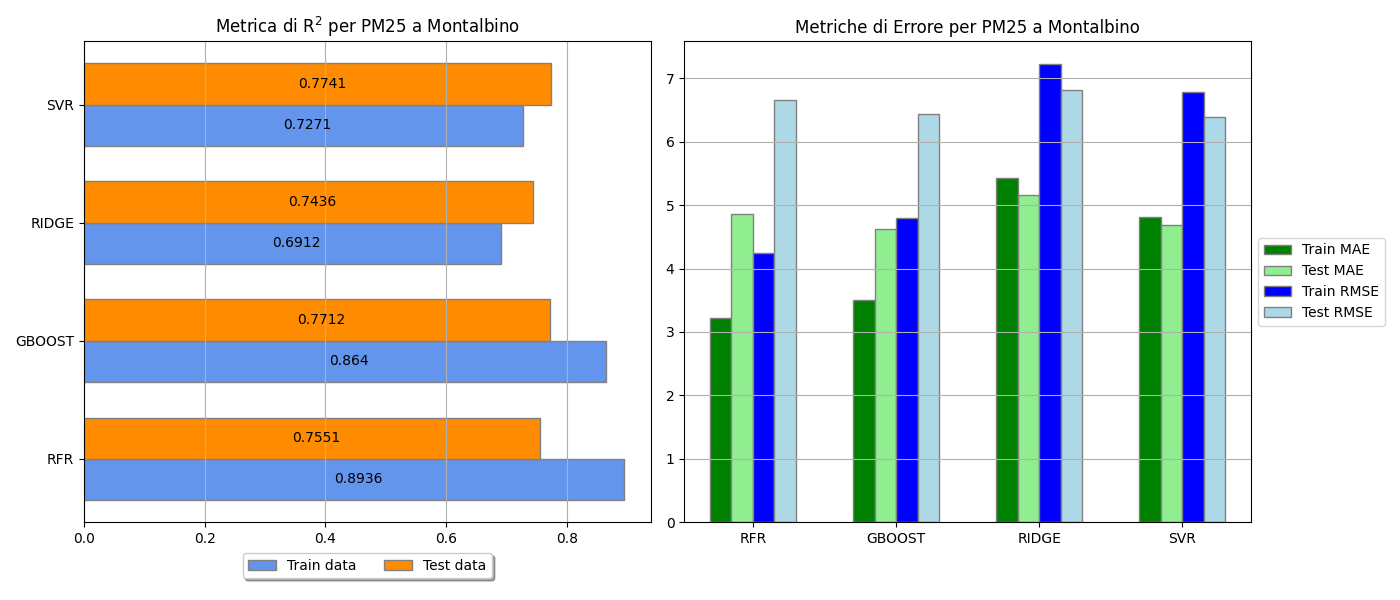 Metrica di R² per PM25 a Montalbino
SVR
0.7741
0.7271
RIDGE
0.7436
0.6912
GBOOST
0.7712
0.864
RFR
0.7551
0.8936
0.0 0.2 0.4 0.6 0.8
Train data Test data
Metriche di Errore per PM25 a Montalbino
7
6
5
4
3
2
1
0
RFR GBOOST RIDGE SVR
Train MAE
Test MAE
Train RMSE
Test RMSE